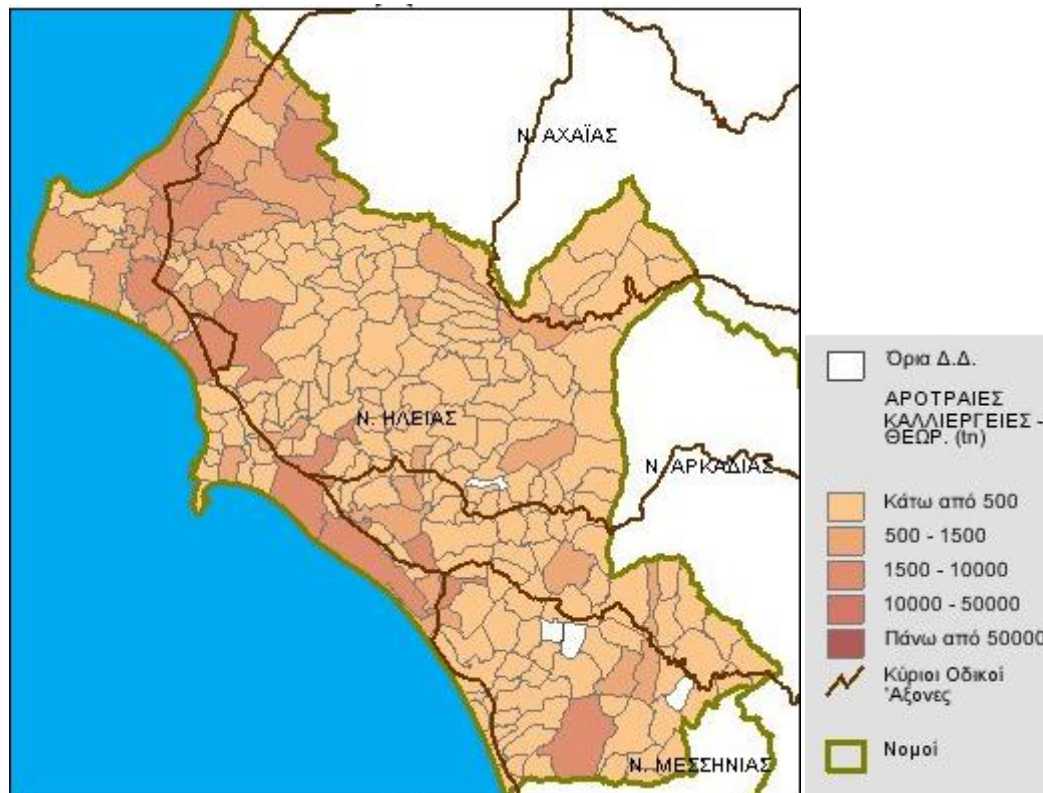 Ν. ΑΧΑΪΑΣ
Ν. ΗΛΕΙΑΣ
Ν. ΑΡΚΑΔΙΑΣ
Ν. ΜΕΣΣΗΝΙΑΣ
Όρια Δ.Δ.
ΑΡΟΤΡΑΙΕΣ
ΚΑΛΛΙΕΡΓΕΙΕΣ -
ΘΕΩΡ. (tn)
Κάτω από 500
500 - 1500
1500 - 10000
10000 - 50000
Πάνω από 50000
Κύριοι Οδικοί
'Αξονες
Νομοί